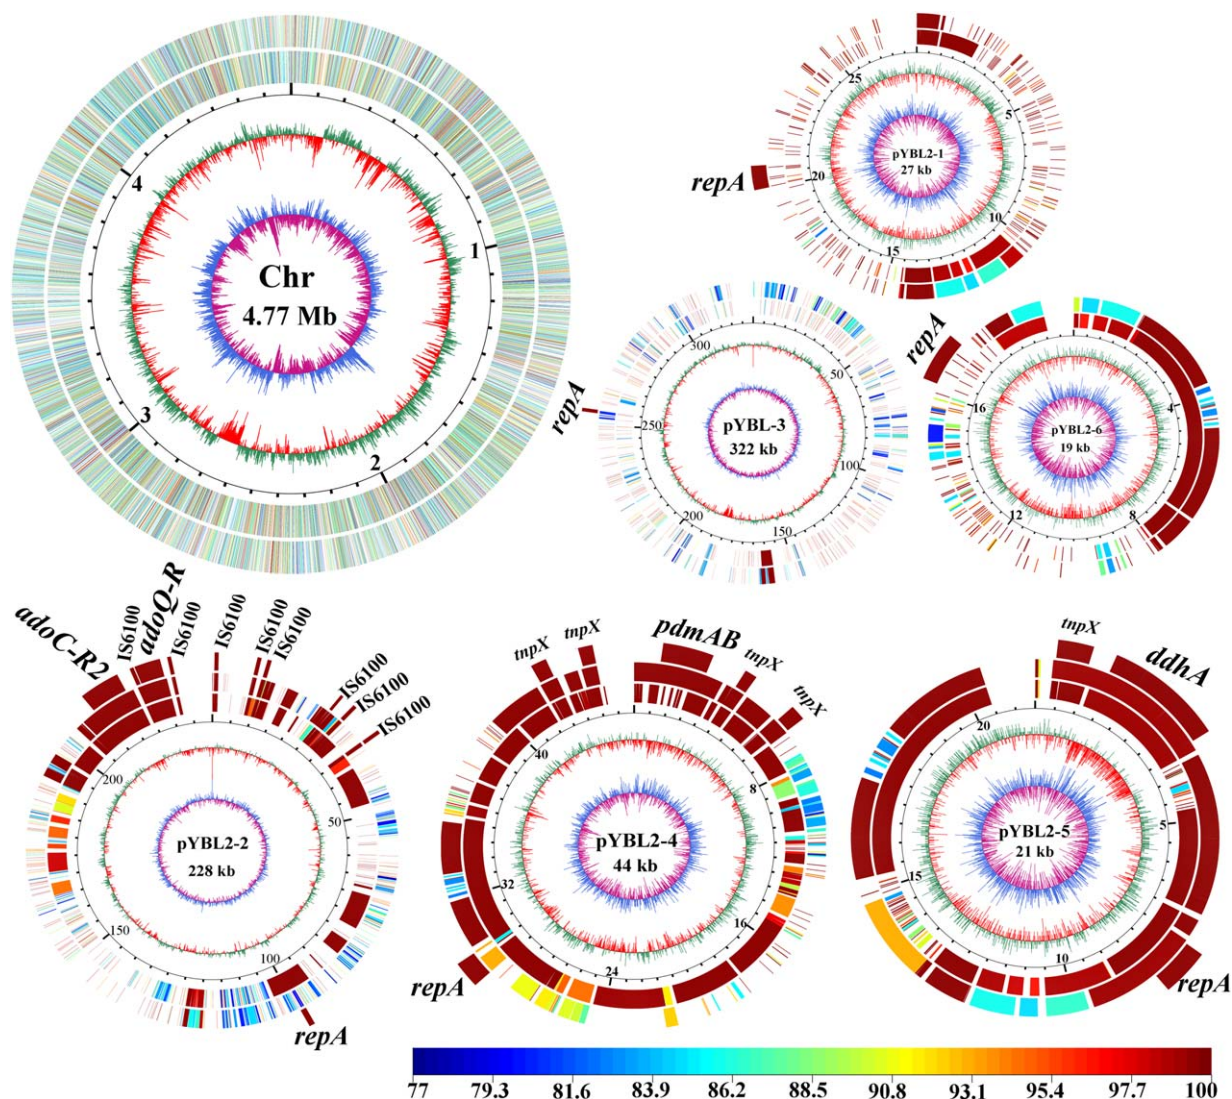 Chr
4.77 Mb
1
2
3
4
pYBL2-1
27 kb
5
10
15
20
25
repA
pYBL-3
322 kb
50
100
150
200
250
300
repA
pYBL2-6
19 kb
4
8
12
16
repA
adoC-R2
IS6100
adoQ-R
IS6100
IS6100
IS6100
IS6100
IS6100
IS6100
IS6100
pYBL2-2
228 kb
50
100
150
200
repA
tnpX
tnpX
pdmAB
tnpX
tnpX
pYBL2-4
44 kb
8
16
24
32
40
repA
tnpX
ddhA
pYBL2-5
21 kb
5
10
15
20
repA
77 79.3 81.6 83.9 86.2 88.5 90.8 93.1 95.4 97.7 100